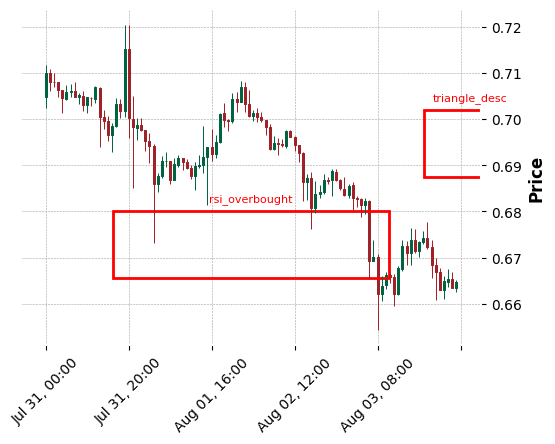 0.72
0.71
triangle_desc
0.70
0.69
rsi_overbought
0.68
0.67
0.66
Price
Jul 31, 00:00
Jul 31, 20:00
Aug 01, 16:00
Aug 02, 12:00
Aug 03, 08:00